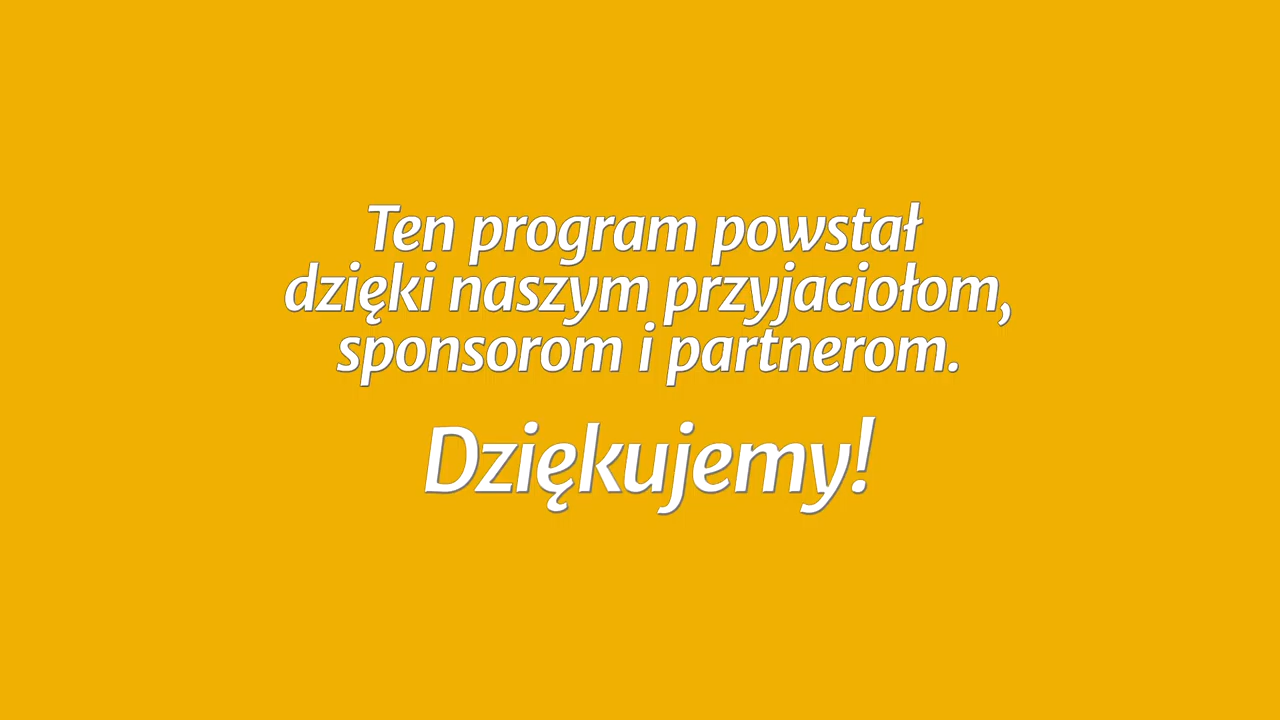 Ten program powstał
dzięki naszym przyjaciołom,
sponsorom i partnerom.
Dziękujemy!